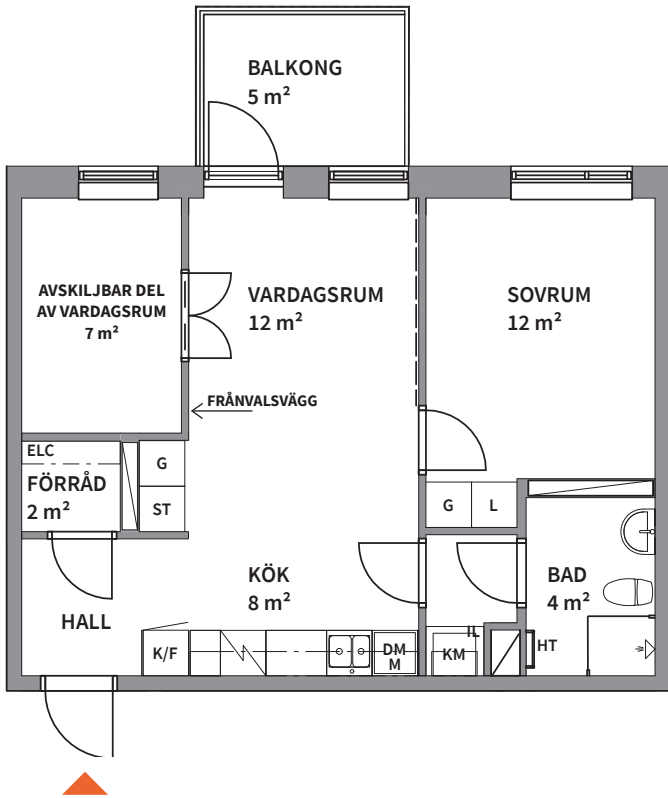 BALKONG
5 m²
AVSKILJBAR DEL
AV VARDAGSRUM
7 m²
VARDAGSRUM
12 m²
SOVRUM
12 m²
FRÅNVALSVÄGG
ELC
FÖRRÅD
2 m²
G
ST
G
L
HALL
KÖK
8 m²
BAD
4 m²
K/F
DM
M
KM
IL
HT